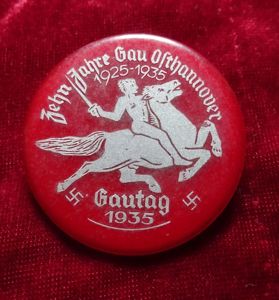 Zehn Jahre Gau Osthannover
1925-1935
Gautag
1935